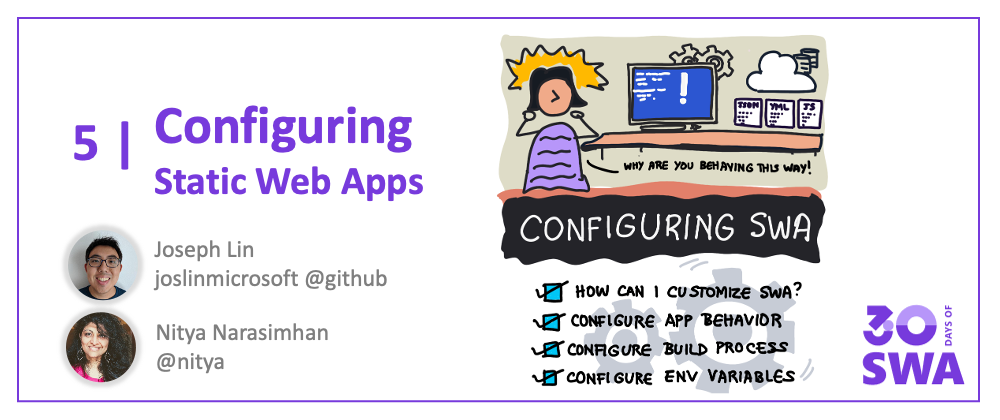 5 |
Configuring
Static Web Apps
Joseph Lin
joslinmicrosoft @github
Nitya Narasimhan
@nitya
!
JSON
YML
JS
WHY ARE YOU BEHAVING THIS WAY!
CONFIGURING SWA
HOW CAN I CUSTOMIZE SWA?
CONFIGURE APP BEHAVIOR
CONFIGURE BUILD PROCESS
CONFIGURE ENV VARIABLES
30
DAYS OF
SWA